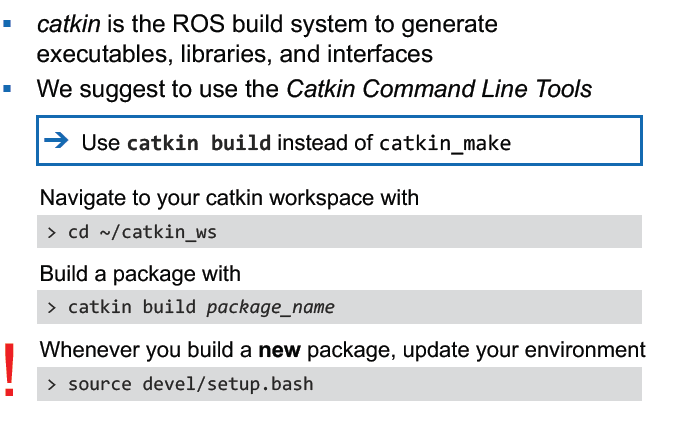 ▪ catkin is the ROS build system to generate
executables, libraries, and interfaces
▪ We suggest to use the Catkin Command Line Tools
→ Use catkin build instead of catkin_make
Navigate to your catkin workspace with
> cd ~/catkin_ws
Build a package with
> catkin build package_name
! Whenever you build a new package, update your environment
> source devel/setup.bash